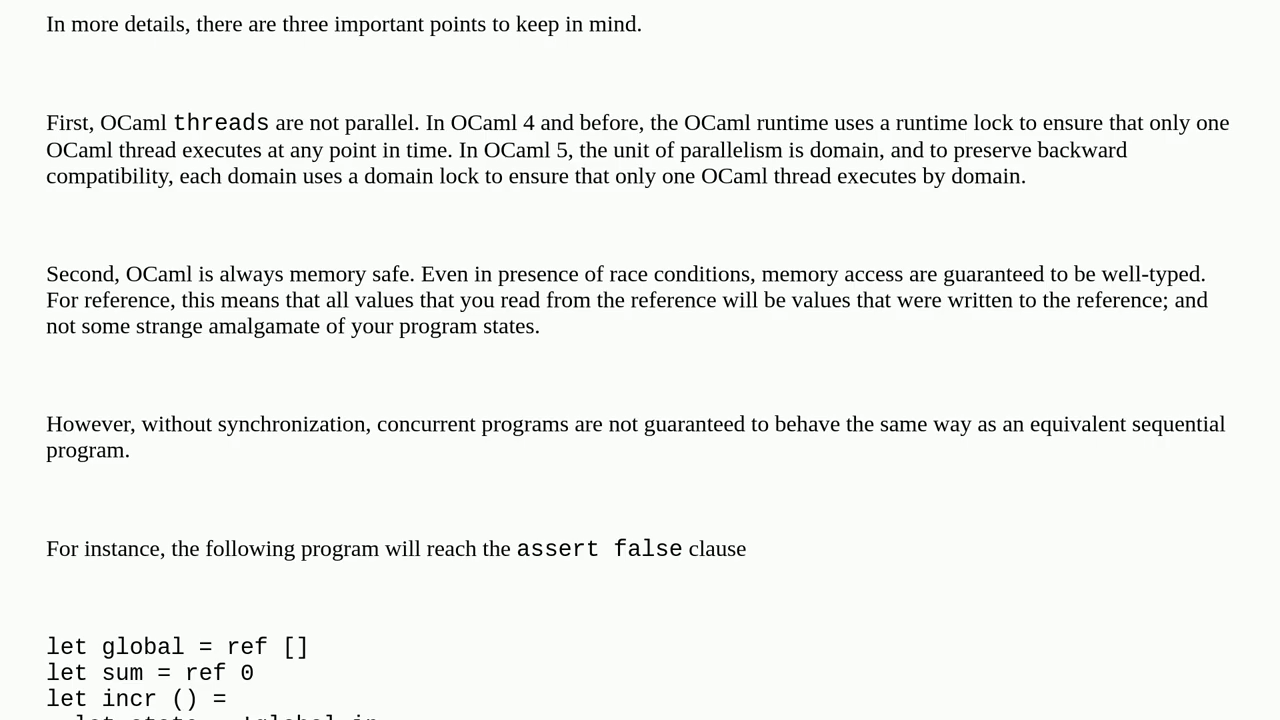 In more details, there are three important points to keep in mind.
First, OCaml threads are not parallel. In OCaml 4 and before, the OCaml runtime uses a runtime lock to ensure that only one
OCaml thread executes at any point in time. In OCaml 5, the unit of parallelism is domain, and to preserve backward
compatibility, each domain uses a domain lock to ensure that only one OCaml thread executes by domain.
Second, OCaml is always memory safe. Even in presence of race conditions, memory access are guaranteed to be well-typed.
For reference, this means that all values that you read from the reference will be values that were written to the reference; and
not some strange amalgamate of your program states.
However, without synchronization, concurrent programs are not guaranteed to behave the same way as an equivalent sequential
program.
For instance, the following program will reach the assert false clause
let global = ref []
let sum = ref 0
let incr () =
let state = !global in